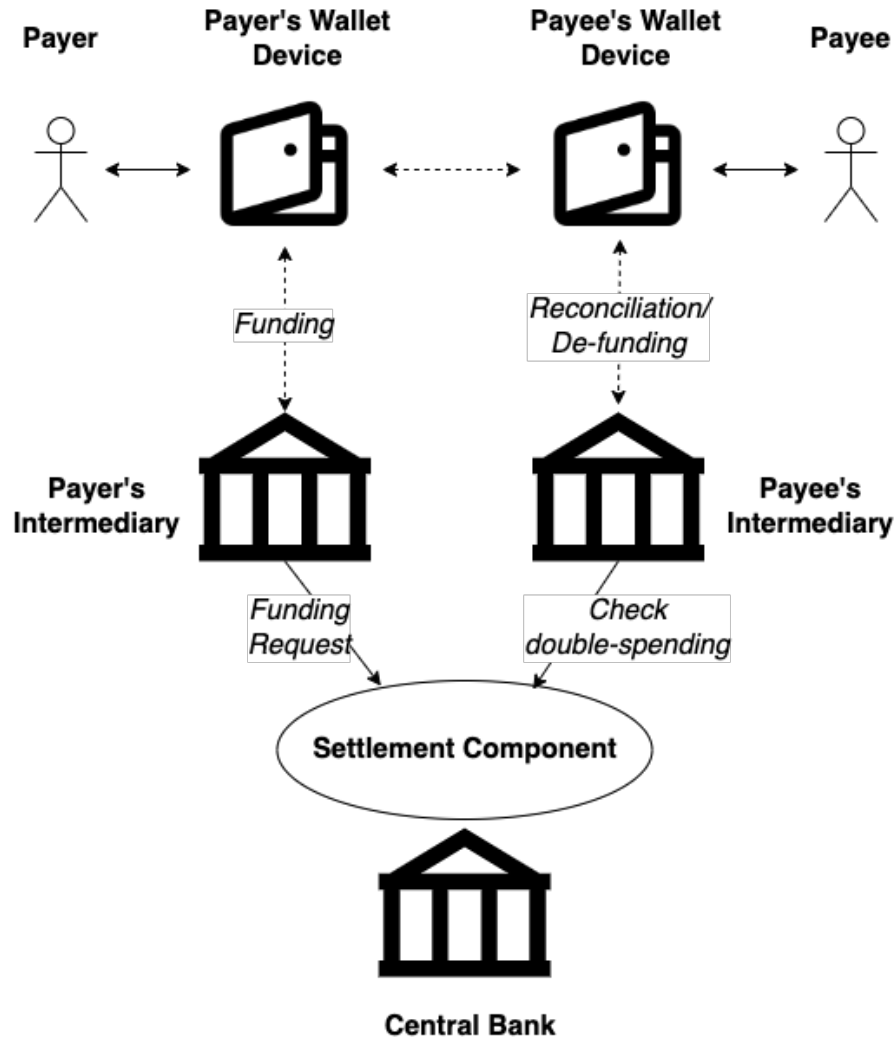 Payer
Payer's Wallet
Device
Payee's Wallet
Device
Payee
Funding
Reconciliation/
De-funding
Payer's
Intermediary
Payee's
Intermediary
Funding
Request
Check
double-spending
Settlement Component
Central Bank